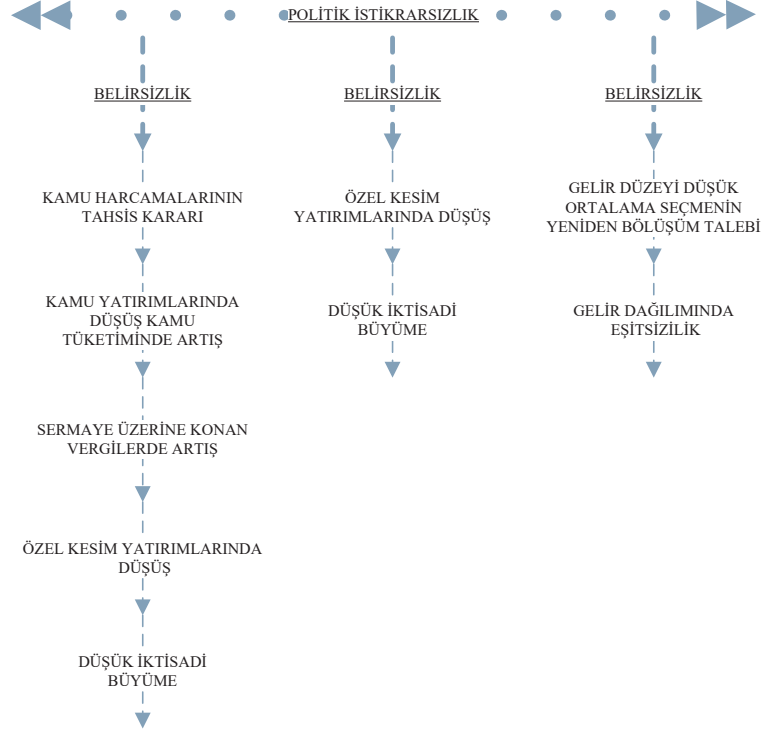 POLİTİK İSTİKRARSIZLIK
BELİRSİZLİK
KAMU HARCAMALARININ
TAHSİS KARARI
KAMU YATIRIMLARINDA
DÜŞÜŞ KAMU
TÜKETİMİNDE ARTIŞ
SERMAYE ÜZERİNE KONAN
VERGİLERDE ARTIŞ
ÖZEL KESİM YATIRIMLARINDA
DÜŞÜŞ
DÜŞÜK İKTİSADİ
BÜYÜME
BELİRSİZLİK
ÖZEL KESİM
YATIRIMLARINDA DÜŞÜŞ
DÜŞÜK İKTİSADİ
BÜYÜME
BELİRSİZLİK
GELİR DÜZEYİ DÜŞÜK
ORTALAMA SEÇMENİN
YENİDEN BÖLÜŞÜM TALEBİ
GELİR DAĞILIMINDA
EŞİTSİZİLİK